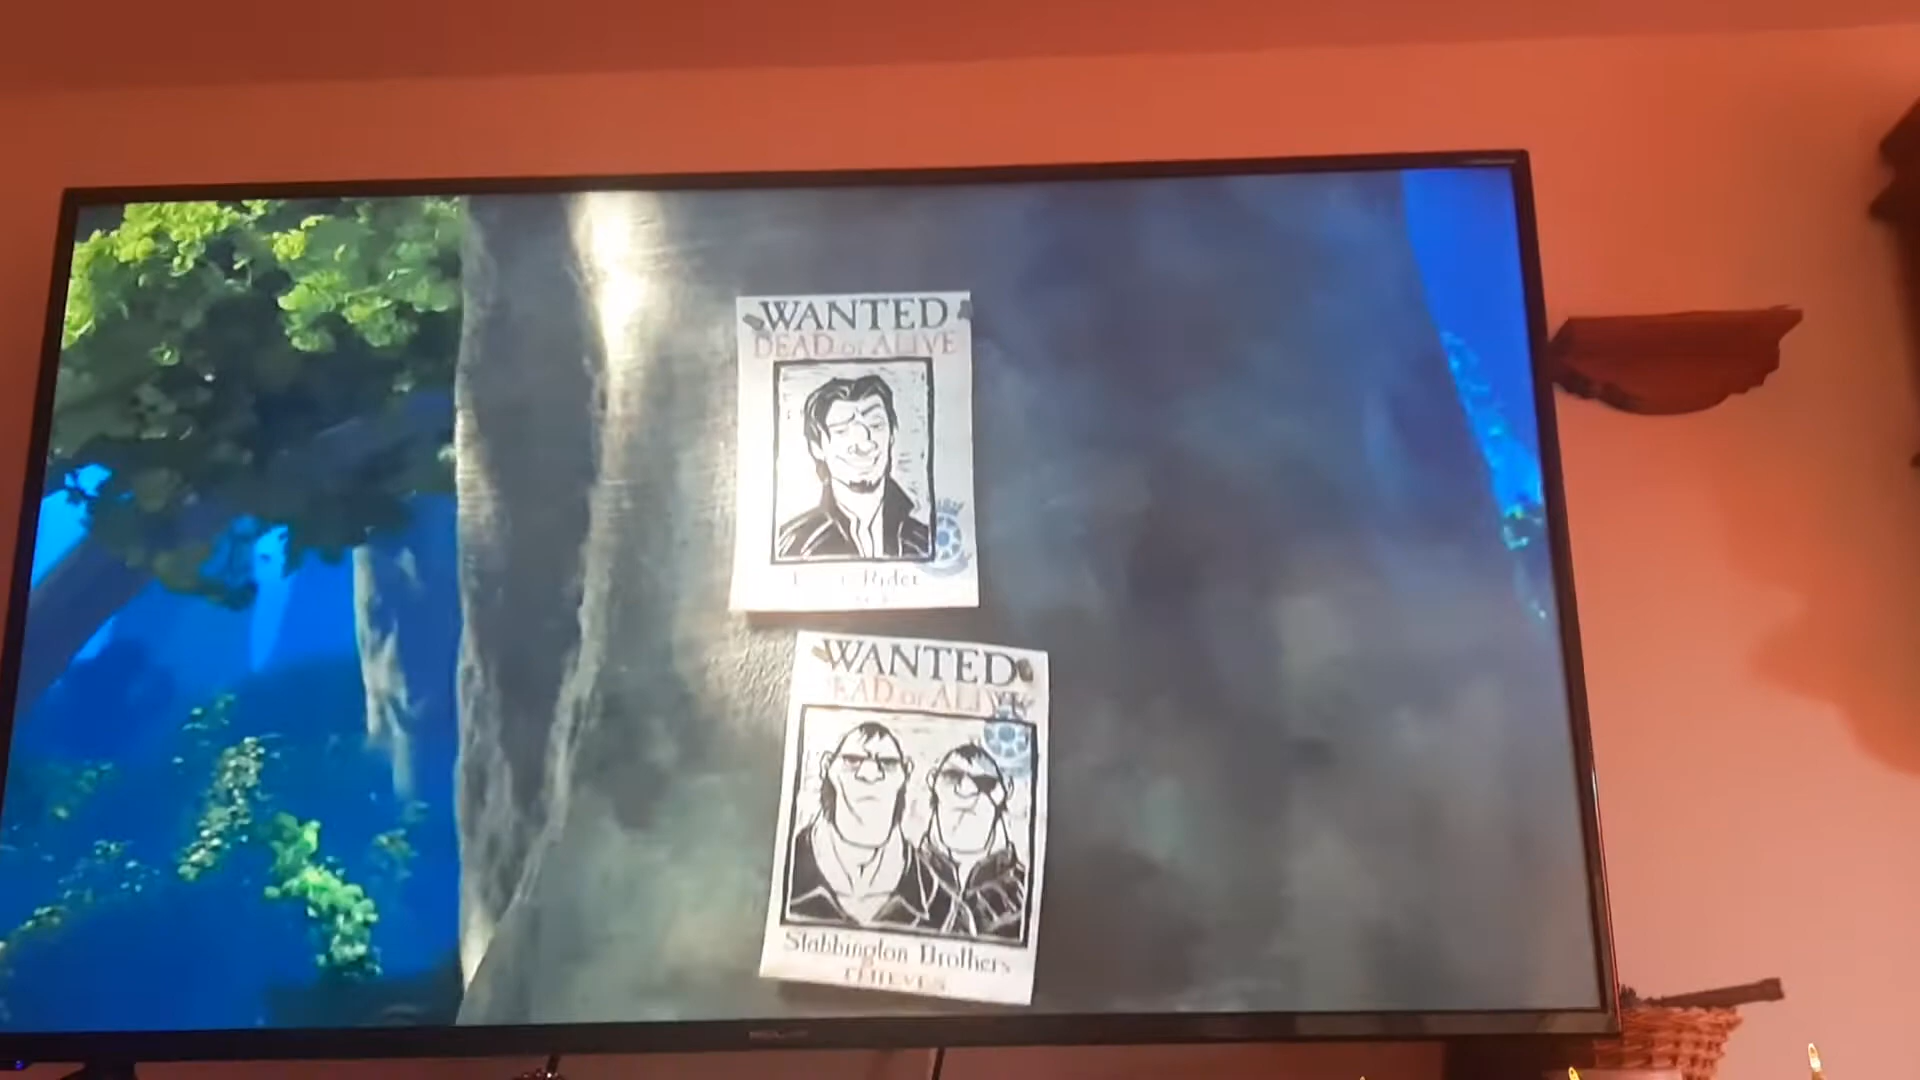 WANTED
DEAD or ALIVE
Rider
WANTED
DEAD or ALIVE
Stabbington Brothers
THIEVES